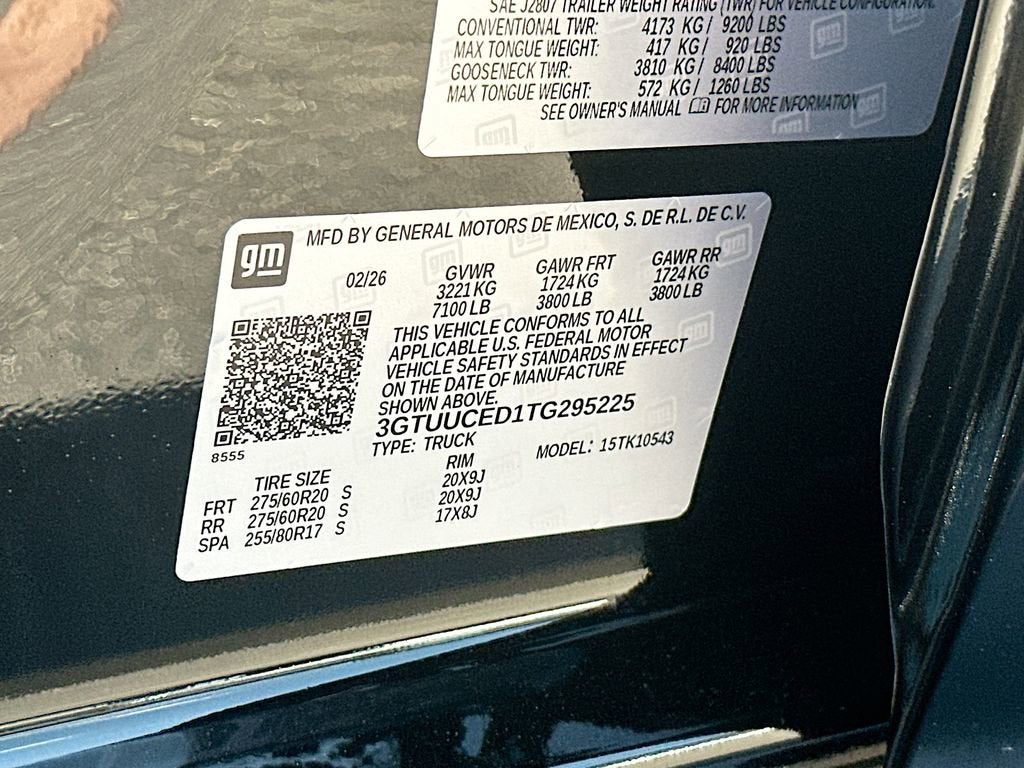 SAE J2807 TRAILER WEIGHT RATING (TWR) FOR VEHICLE CONFIGURATION.
CONVENTIONAL TWR: 4173 KG / 9200 LBS
MAX TONGUE WEIGHT: 417 KG / 920 LBS
GOOSENECK TWR: 3810 KG / 8400 LBS
MAX TONGUE WEIGHT: 572 KG / 1260 LBS
SEE OWNER'S MANUAL FOR MORE INFORMATION
gm
MFD BY GENERAL MOTORS DE MEXICO, S. DE R.L. DE C.V.
02/26 GVWR GAWR FRT GAWR RR
3221 KG 1724 KG 1724 KG
7100 LB 3800 LB 3800 LB
THIS VEHICLE CONFORMS TO ALL
APPLICABLE U.S. FEDERAL MOTOR
VEHICLE SAFETY STANDARDS IN EFFECT
ON THE DATE OF MANUFACTURE
SHOWN ABOVE.
3GTUUCED1TG295225
TYPE: TRUCK MODEL: 15TK10543
8555
TIRE SIZE RIM
FRT 275/60R20 S 20X9J
RR 275/60R20 S 20X9J
SPA 255/80R17 S 17X8J